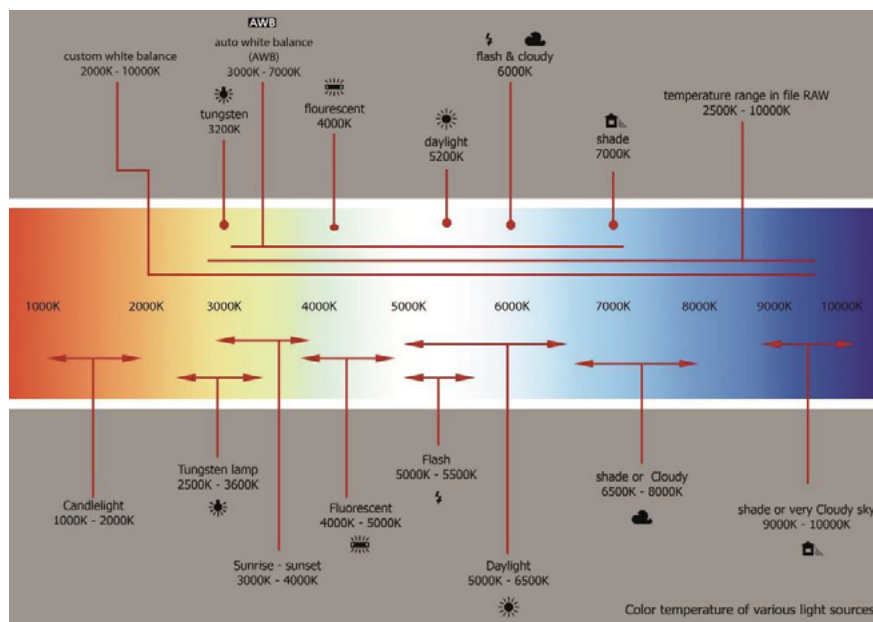 AWB
custom white balance
2000K - 10000K
auto white balance
(AWB)
3000K - 7000K
tungsten
3200K
flourescent
4000K
daylight
5200K
flash & cloudy
6000K
shade
7000K
temperature range in file RAW
2500K - 10000K
1000K 2000K 3000K 4000K 5000K 6000K 7000K 8000K 9000K 10000K
Candlelight
1000K - 2000K
Tungsten lamp
2500K - 3600K
Sunrise - sunset
3000K - 4000K
Fluorescent
4000K - 5000K
Flash
5000K - 5500K
Daylight
5000K - 6500K
shade or Cloudy
6500K - 8000K
shade or very Cloudy sky
9000K - 10000K
Color temperature of various light sources